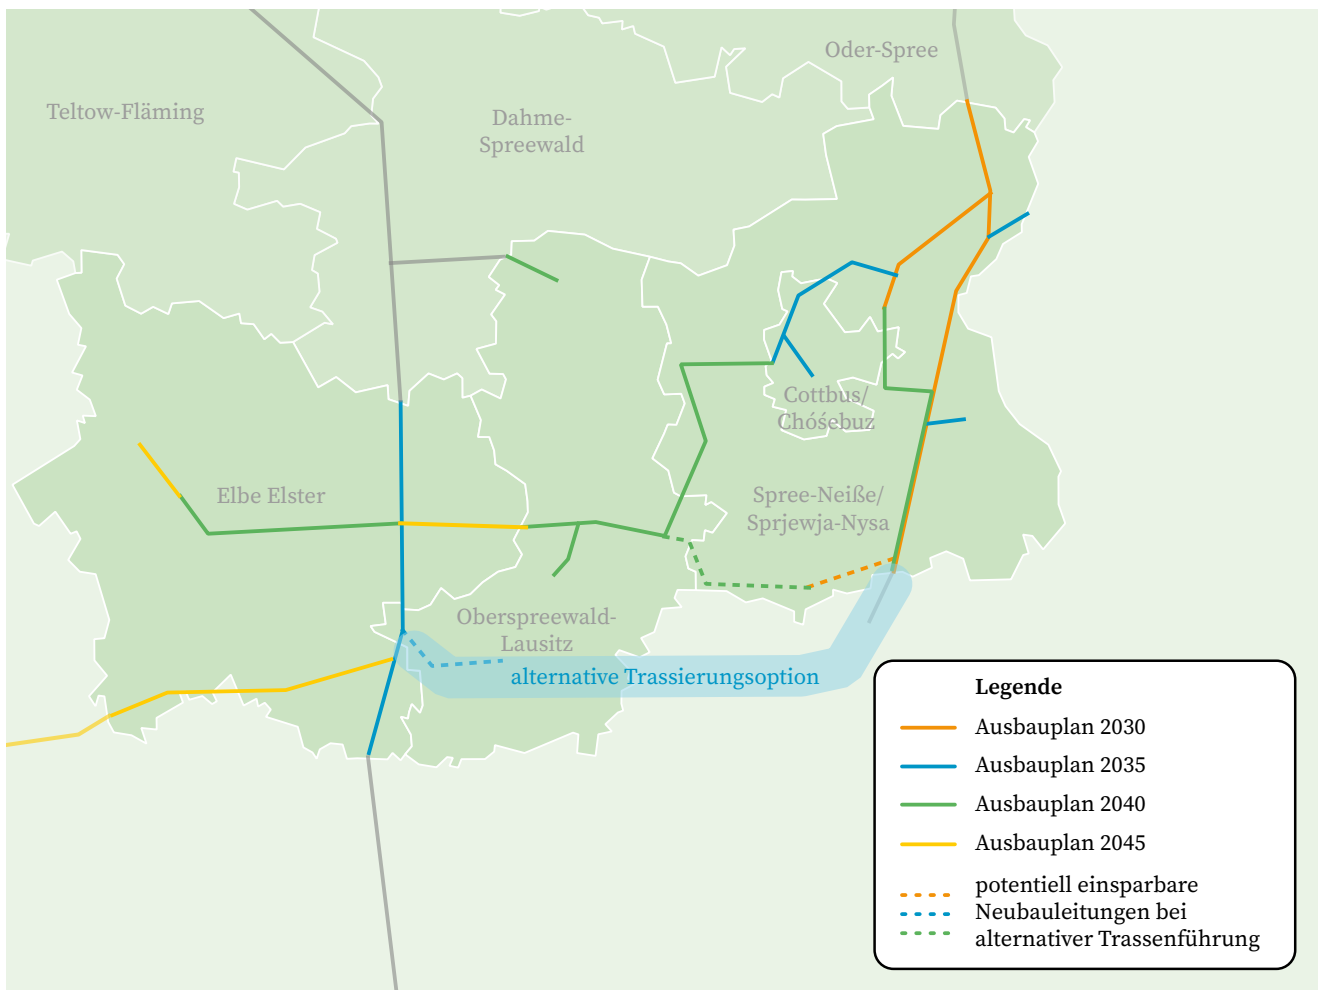 Oder-Spree
Teltow-Fläming
Dahme-
Spreewald
Cottbus/
Chóśebuz
Elbe Elster
Spree-Neiße/
Sprjewja-Nysa
Oberspreewald-
Lausitz
alternative Trassierungsoption
Legende
Ausbauplan 2030
Ausbauplan 2035
Ausbauplan 2040
Ausbauplan 2045
potentiell einsparbare
Neubauleitungen bei
alternativer Trassenführung